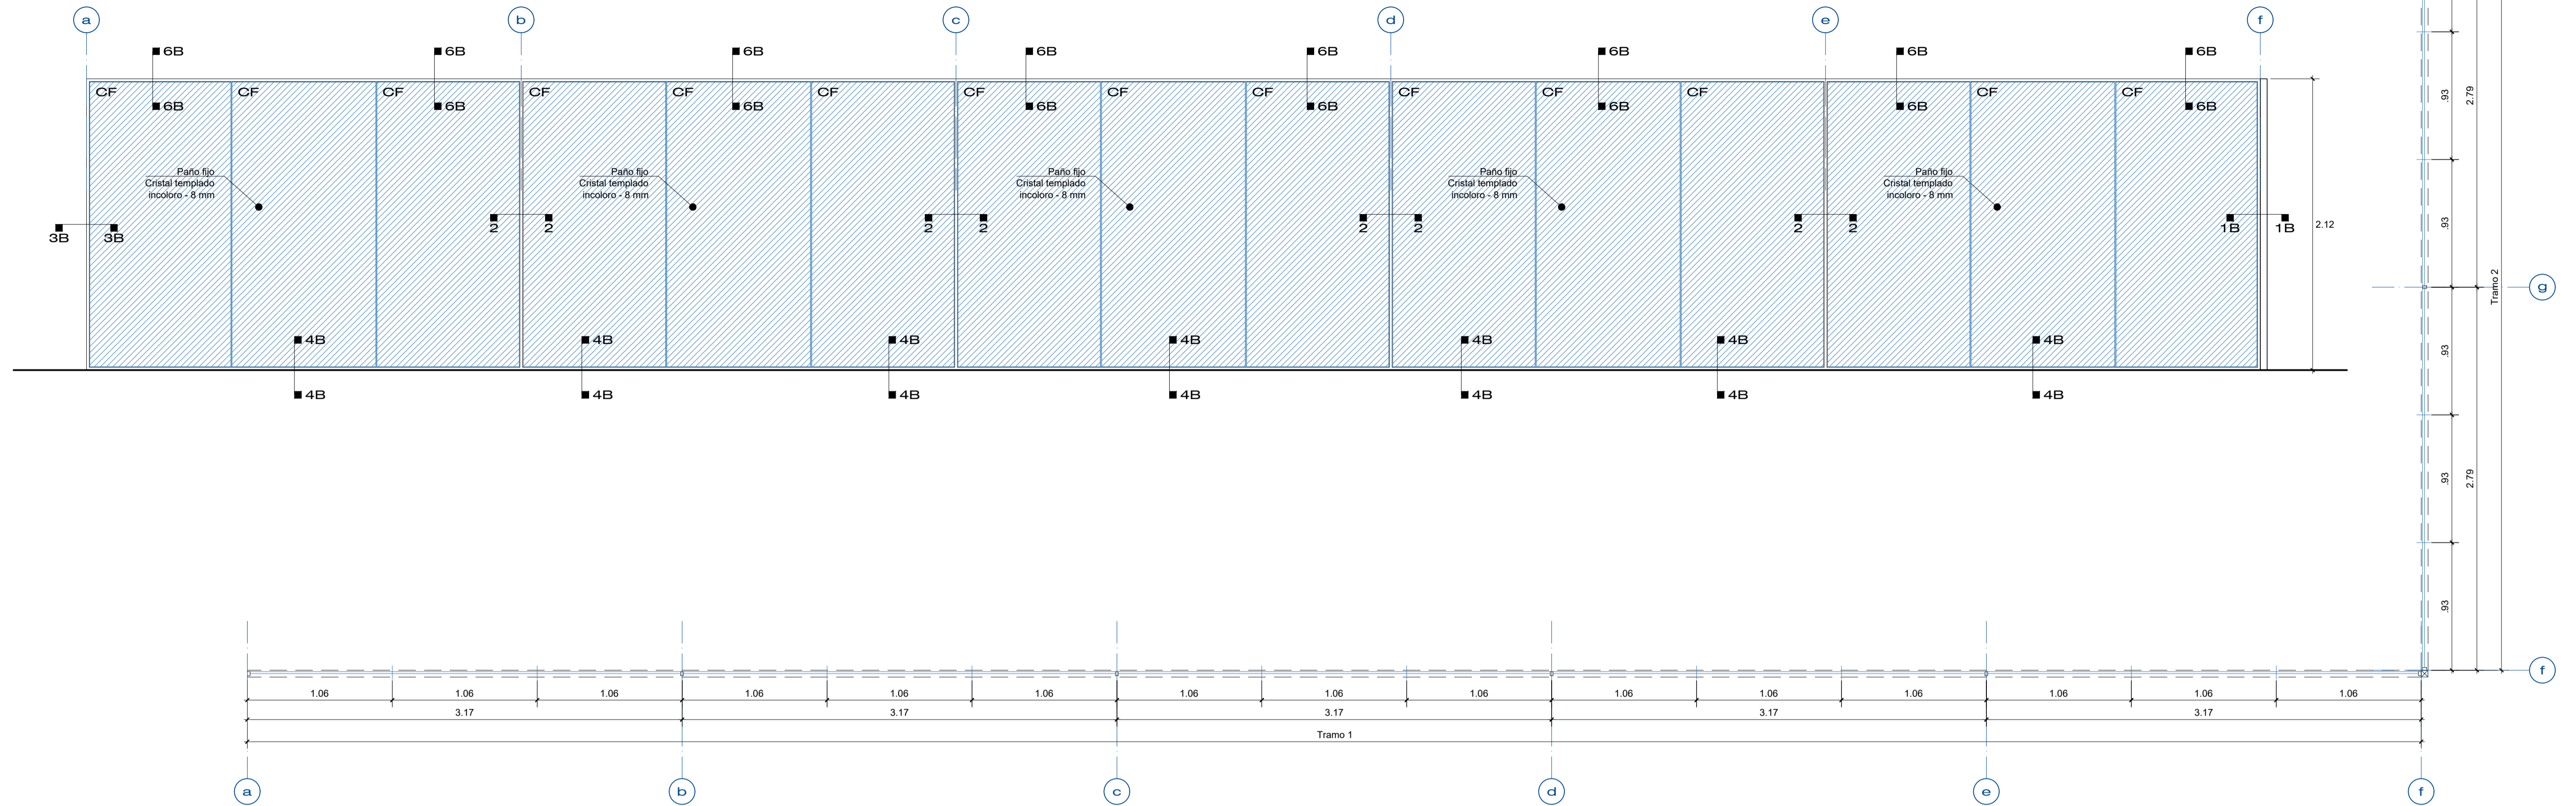 a b c d e f
6B 6B 6B 6B 6B 6B 6B 6B
CF CF CF CF CF CF CF CF CF CF CF CF CF CF CF
6B 6B 6B 6B 6B 6B 6B 6B
Paño fijo
Cristal templado
incoloro - 8 mm
Paño fijo
Cristal templado
incoloro - 8 mm
Paño fijo
Cristal templado
incoloro - 8 mm
Paño fijo
Cristal templado
incoloro - 8 mm
Paño fijo
Cristal templado
incoloro - 8 mm
3B 3B 2 2 2 2 2 2 2 2 1B 1B
2.12
4B 4B 4B 4B 4B 4B 4B
4B 4B 4B 4B 4B 4B 4B
.93
.93
.93
.93
.93
2.79
2.79
Tramo 2
g
f
1.06 1.06 1.06 1.06 1.06 1.06 1.06 1.06 1.06 1.06 1.06 1.06 1.06 1.06 1.06
3.17 3.17 3.17 3.17 3.17
Tramo 1
a b c d e f